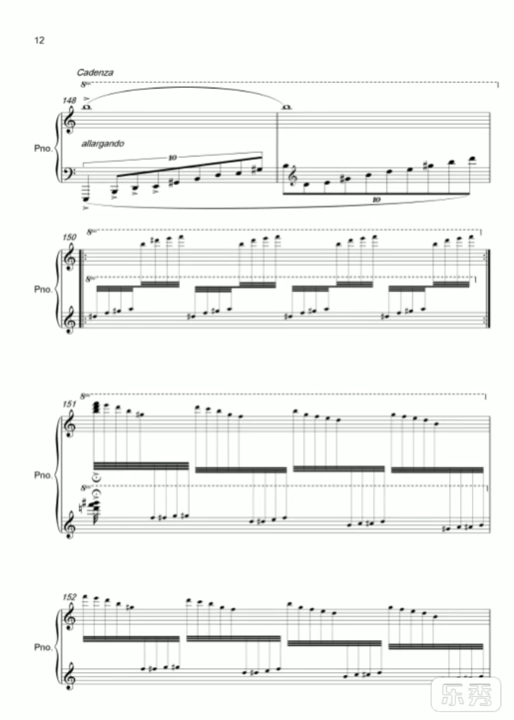 12
Cadenza
8va
148
Pno.
allargando
10
10
150
8va
8va
Pno.
151
8va
8va
Pno.
152
Pno.
乐秀